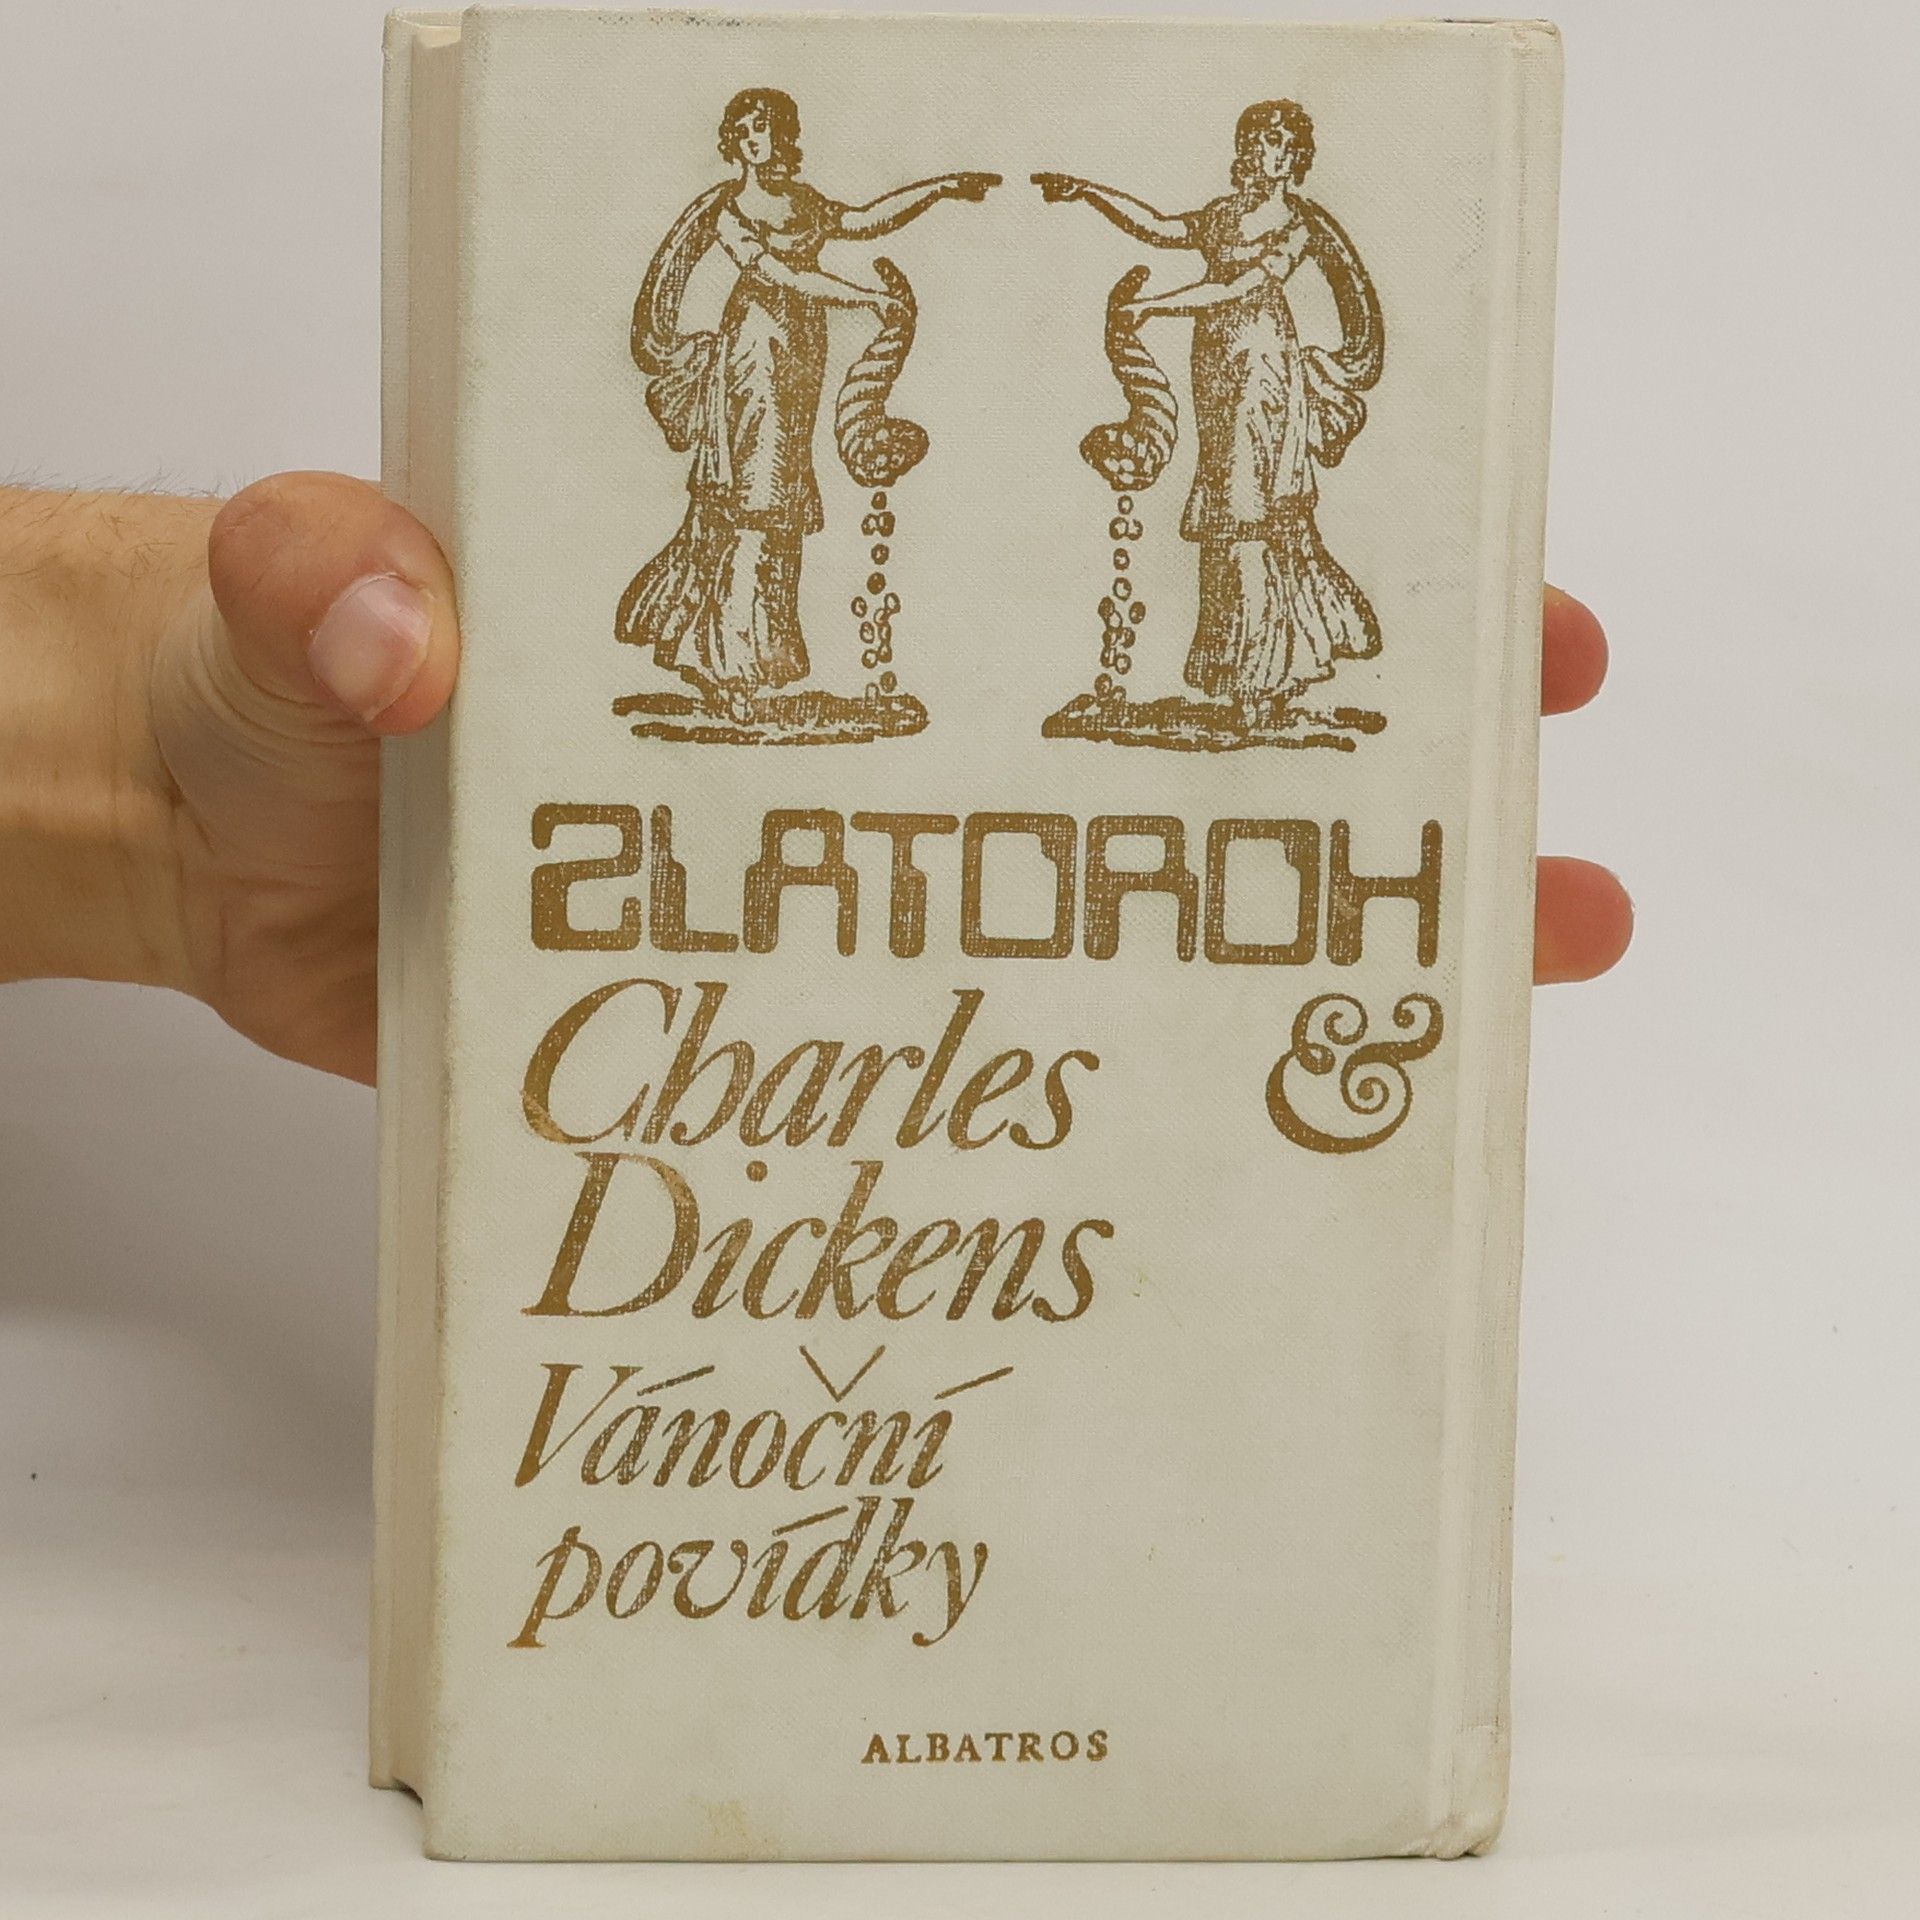 ZLATOROH
Charles &
Dickens
Vánoční
povídky
ALBATROS